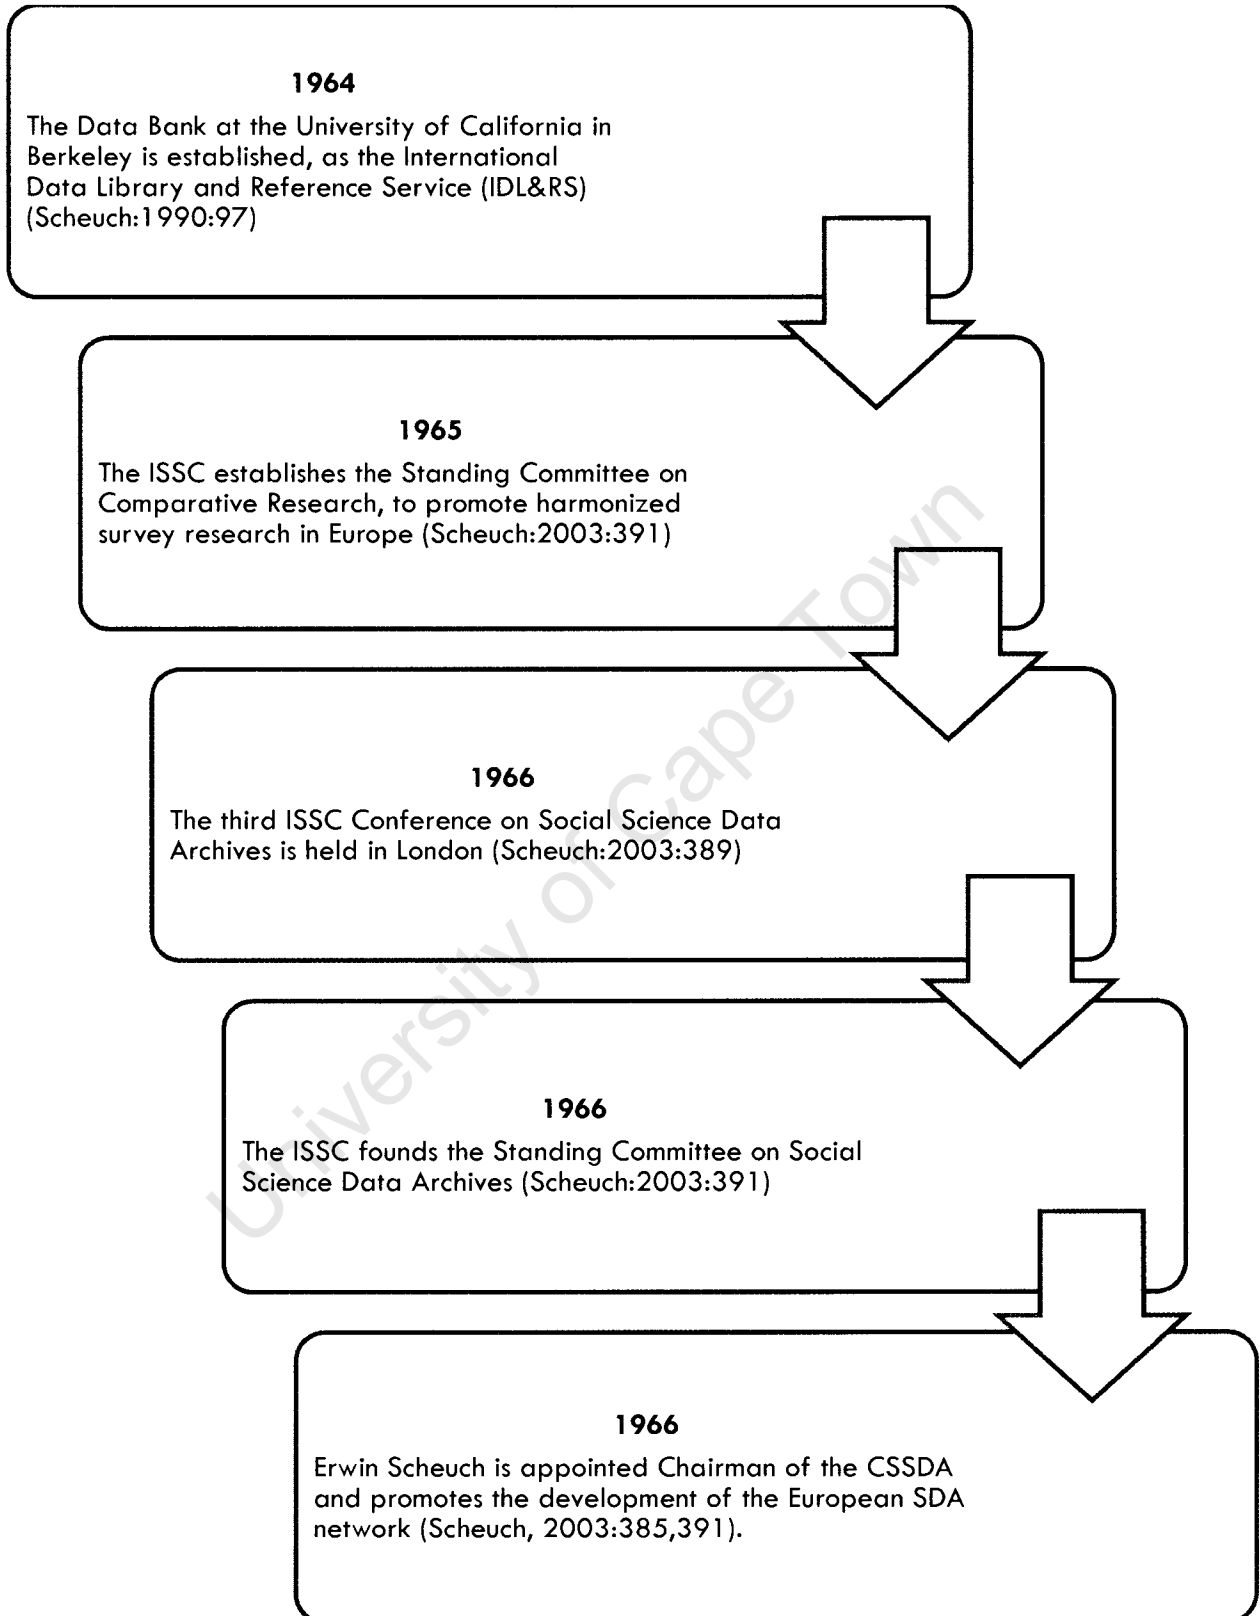 1964
The Data Bank at the University of California in
Berkeley is established, as the International
Data Library and Reference Service (IDL&RS)
(Scheuch:1990:97)
1965
The ISSC establishes the Standing Committee on
Comparative Research, to promote harmonized
survey research in Europe (Scheuch:2003:391)
1966
The third ISSC Conference on Social Science Data
Archives is held in London (Scheuch:2003:389)
1966
The ISSC founds the Standing Committee on Social
Science Data Archives (Scheuch:2003:391)
1966
Erwin Scheuch is appointed Chairman of the CSSDA
and promotes the development of the European SDA
network (Scheuch, 2003:385,391).
University of Cape Town